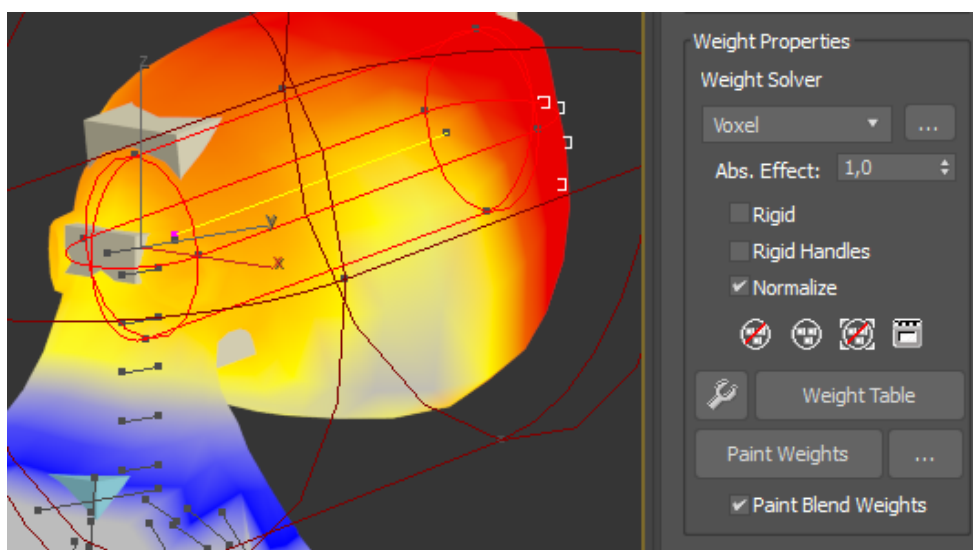 Weight Properties
Weight Solver
Voxel
...
Abs. Effect: 1,0
Rigid
Rigid Handles
Normalize
Weight Table
Paint Weights
...
Paint Blend Weights
z
y
x
z